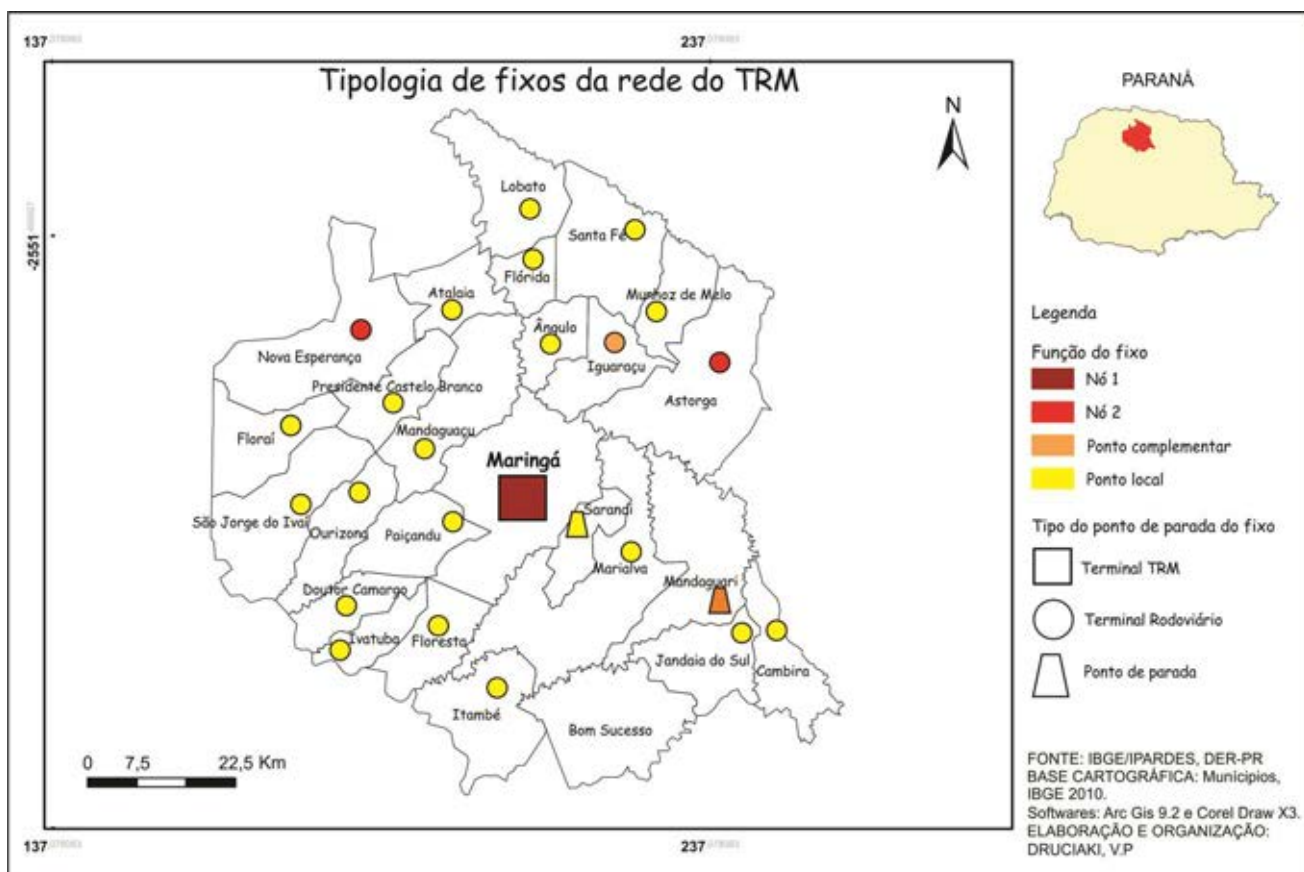 137
237
Tipologia de fixos da rede do TRM
N
PARANÁ
-2551
Lobato
Santa Fé
Flórida
Atalaia
Munhoz de Melo
Ângulo
Nova Esperança
Iguaraçu
Presidente Castelo Branco
Astorga
Floraí
Mandaguaçu
Maringá
São Jorge do Ivaí
Ourizona
Paiçandu
Sarandi
Marialva
Mandaguari
Doutor Camargo
Ivatuba
Floresta
Jandaia do Sul
Cambira
Itambé
Bom Sucesso
0 7,5 22,5 Km
137
237
Legenda
Função do fixo
Nó 1
Nó 2
Ponto complementar
Ponto local
Tipo do ponto de parada do fixo
Terminal TRM
Terminal Rodoviário
Ponto de parada
FONTE: IBGE/IPARDES, DER-PR
BASE CARTOGRÁFICA: Municipios,
IBGE 2010.
Softwares: Arc Gis 9.2 e Corel Draw X3.
ELABORAÇÃO E ORGANIZAÇÃO:
DRUCIAKI, V.P